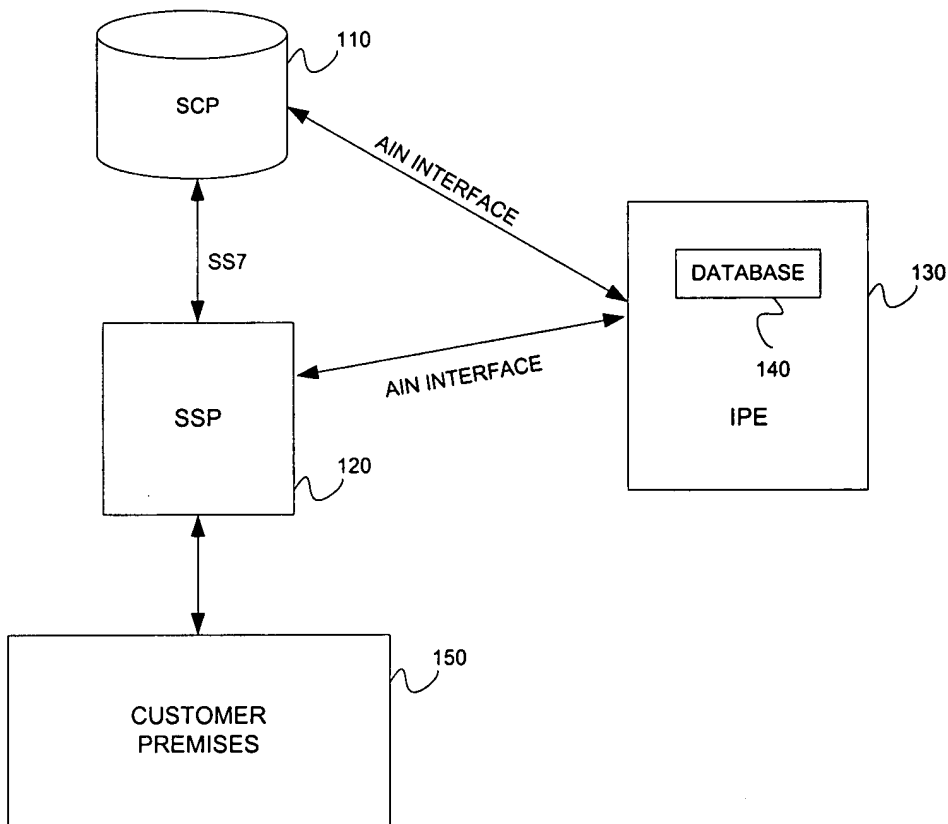 110
SCP
AIN INTERFACE
SS7
DATABASE
130
140
AIN INTERFACE
SSP
IPE
120
150
CUSTOMER
PREMISES